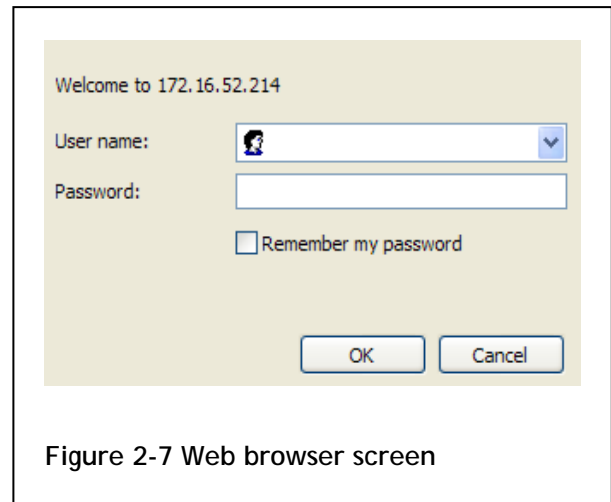 Welcome to 172.16.52.214
User name:
Password:
Remember my password
OK Cancel
Figure 2-7 Web browser screen